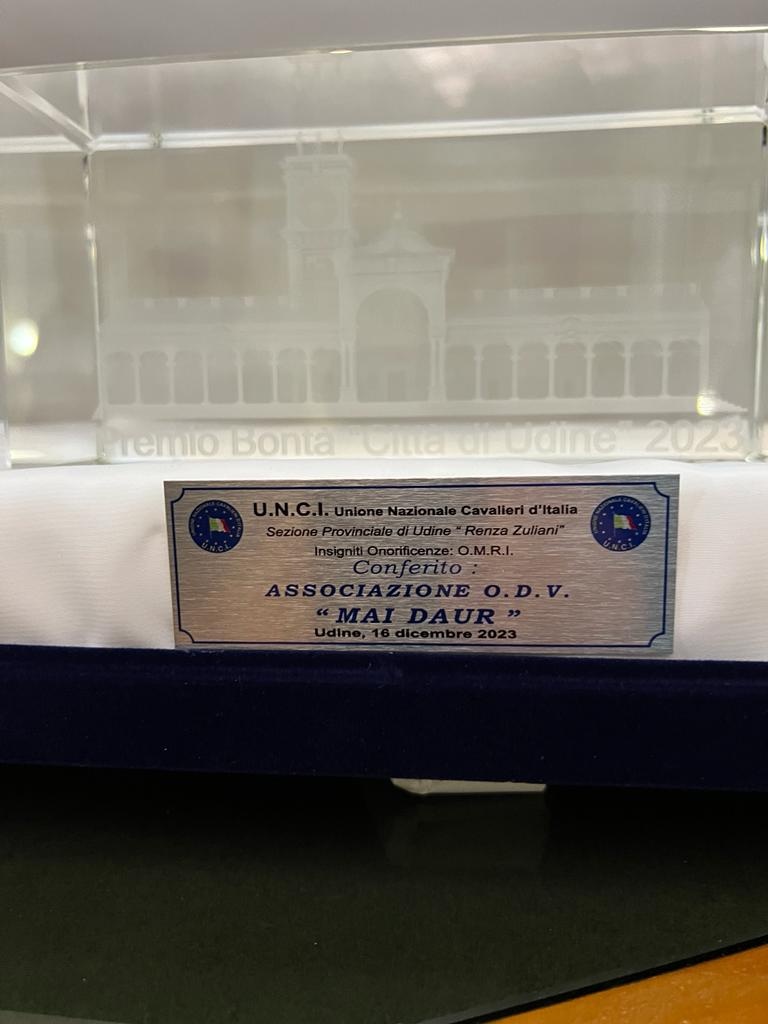 Premio Bontà "Città di Udine" 2023
U.N.C.I. Unione Nazionale Cavalieri d'Italia
Sezione Provinciale di Udine " Renza Zuliani"
Insigniti Onorificenze: O.M.R.I.
Conferito :
ASSOCIAZIONE O.D.V.
" MAI DAUR "
Udine, 16 dicembre 2023
U.N.C.I.
U.N.C.I.